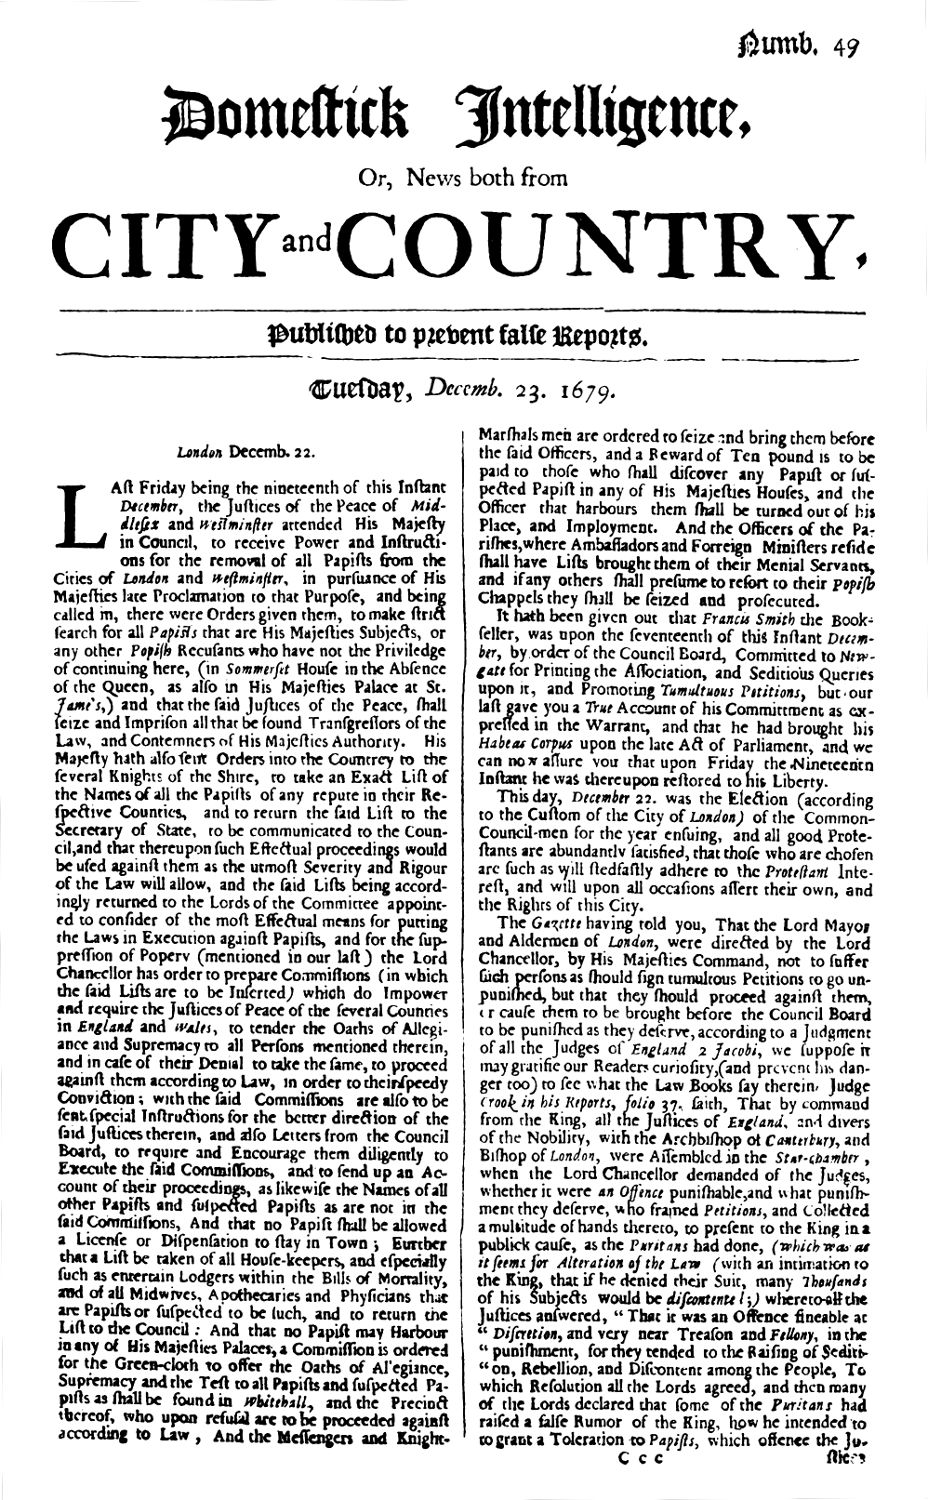 Numb. 49
Domeſtick Intelligence,
Or, News both from
CITY and COUNTRY.
Publiſhed to prevent falſe Reports.
Tueſday, Decemb. 23. 1679.
London Decemb. 22.
LAſt Friday being the nineteenth of this Inſtant
December, the Juſtices of the Peace of Mid-
dleſex and Weſtminſter attended His Majeſty
in Council, to receive Power and Inſtructi-
ons for the removal of all Papiſts from the
Cities of London and Weſtminſter, in purſuance of His
Majeſties late Proclamation to that Purpoſe, and being
called in, there were Orders given them, to make ſtrict
ſearch for all Papiſts that are His Majeſties Subjects, or
any other Popiſh Recuſants who have not the Priviledge
of continuing here, (in Sommerſet Houſe in the Abſence
of the Queen, as alſo in His Majeſties Palace at St.
Jame's,) and that the ſaid Juſtices of the Peace, ſhall
ſeize and Impriſon all that be found Tranſgreſſors of the
Law, and Contemners of His Majeſties Authority. His
Majeſty hath alſo ſent Orders into the Countrey to the
ſeveral Knights of the Shire, to take an Exact Liſt of
the Names of all the Papiſts of any repute in their Re-
ſpective Counties, and to return the ſaid Liſt to the
Secretary of State, to be communicated to the Coun-
cil,and that thereupon ſuch Effectual proceedings would
be uſed againſt them as the utmoſt Severity and Rigour
of the Law will allow, and the ſaid Liſts being accord-
ingly returned to the Lords of the Committee appoint-
ed to conſider of the moſt Effectual means for putting
the Laws in Execution againſt Papiſts, and for the ſup-
preſſion of Popery (mentioned in our laſt) the Lord
Chancellor has order to prepare Commiſſions (in which
the ſaid Liſts are to be Inſerted) which do Impower
and require the Juſtices of Peace of the ſeveral Counties
in England and Wales, to tender the Oaths of Allegi-
ance and Supremacy to all Perſons mentioned therein,
and in caſe of their Denial to take the ſame, to proceed
againſt them according to Law, in order to their ſpeedy
Conviction; with the ſaid Commiſſions are alſo to be
ſent ſpecial Inſtructions for the better direction of the
ſaid Juſtices therein, and alſo Letters from the Council
Board, to require and Encourage them diligently to
Execute the ſaid Commiſſions, and to ſend up an Ac-
count of their proceedings, as likewiſe the Names of all
other Papiſts and ſuſpected Papiſts as are not in the
ſaid Commiſſions, And that no Papiſt ſhall be allowed
a Licenſe or Diſpenſation to ſtay in Town; Further
that a Liſt be taken of all Houſe-keepers, and eſpecially
ſuch as entertain Lodgers within the Bills of Mortality,
and of all Midwives, Apothecaries and Phyſicians that
are Papiſts or ſuſpected to be ſuch, and to return the
Liſt to the Council: And that no Papiſt may Harbour
in any of His Majeſties Palaces, a Commiſſion is ordered
for the Green-cloth to offer the Oaths of Allegiance,
Supremacy and the Teſt to all Papiſts and ſuſpected Pa-
piſts as ſhall be found in Whitehall, and the Precinct
thereof, who upon refuſal are to be proceeded againſt
according to Law, And the Meſſengers and Knight-
Marſhals men are ordered to ſeize and bring them before
the ſaid Officers, and a Reward of Ten pound is to be
paid to thoſe who ſhall diſcover any Papiſt or ſuſ-
pected Papiſt in any of His Majeſties Houſes, and the
Officer that harbours them ſhall be turned out of his
Place, and Imployment. And the Officers of the Pa-
riſhes,where Ambaſſadors and Forreign Miniſters reſide
ſhall have Liſts brought them of their Menial Servants,
and if any others ſhall preſume to reſort to their Popiſh
Chappels they ſhall be ſeized and proſecuted.
It hath been given out that Francis Smith the Book-
ſeller, was upon the ſeventeenth of this Inſtant Decem-
ber, by order of the Council Board, Committed to New-
gate for Printing the Aſſociation, and Seditious Queries
upon it, and Promoting Tumultuous Petitions, but our
laſt gave you a True Account of his Committment as ex-
preſſed in the Warrant, and that he had brought his
Habeas Corpus upon the late Act of Parliament, and we
can now aſſure you that upon Friday the Nineteenth
Inſtant he was thereupon reſtored to his Liberty.
This day, December 22. was the Election (according
to the Cuſtom of the City of London) of the Common-
Council-men for the year enſuing, and all good Prote-
ſtants are abundantly ſatisfied, that thoſe who are choſen
are ſuch as will ſtedfaſtly adhere to the Proteſtant Inte-
reſt, and will upon all occaſions aſſert their own, and
the Rights of this City.
The Gazette having told you, That the Lord Mayor
and Aldermen of London, were directed by the Lord
Chancellor, by His Majeſties Command, not to ſuffer
ſuch perſons as ſhould ſign tumultous Petitions to go un-
puniſhed, but that they ſhould proceed againſt them,
or cauſe them to be brought before the Council Board
to be puniſhed as they deſerve, according to a Judgment
of all the Judges of England 2 Jacobi, we ſuppoſe it
may gratifie our Readers curioſity,(and prevent his dan-
ger too) to ſee what the Law Books ſay therein. Judge
Crook in his Reports, folio 37. ſaith, That by command
from the King, all the Juſtices of England, and divers
of the Nobility, with the Archbiſhop of Canterbury, and
Biſhop of London, were Aſſembled in the Star-chamber,
when the Lord Chancellor demanded of the Judges,
whether it were an Offence puniſhable,and what puniſh-
ment they deſerve, who framed Petitions, and Collected
a multitude of hands thereto, to preſent to the King in a
publick cauſe, as the Puritans had done, (which was as
it ſeems for Alteration of the Law (with an intimation to
the King, that if he denied their Suit, many Thouſands
of his Subjects would be diſcontented;) whereto all the
Juſtices anſwered, “ That it was an Offence fineable at
“ Diſcretion, and very near Treaſon and Fellony, in the
“ puniſhment, for they tended to the Raiſing of Sediti-
“ on, Rebellion, and Diſcontent among the People, To
which Reſolution all the Lords agreed, and then many
of the Lords declared that ſome of the Puritans had
raiſed a falſe Rumor of the King, how he intended to
to grant a Toleration to Papiſts, which offence the Ju-
C c c
ſtices